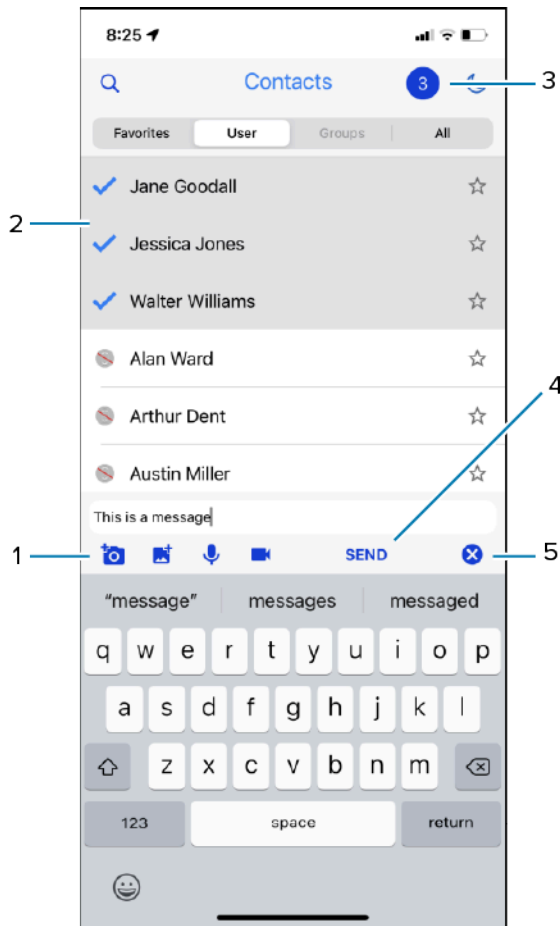 8:25
Contacts
3
3
Favorites User Groups All
Jane Goodall
2
Jessica Jones
Walter Williams
Alan Ward
4
Arthur Dent
Austin Miller
This is a message
1
SEND
5
"message" messages messaged
q w e r t y u i o p
a s d f g h j k l
z x c v b n m
123 space return